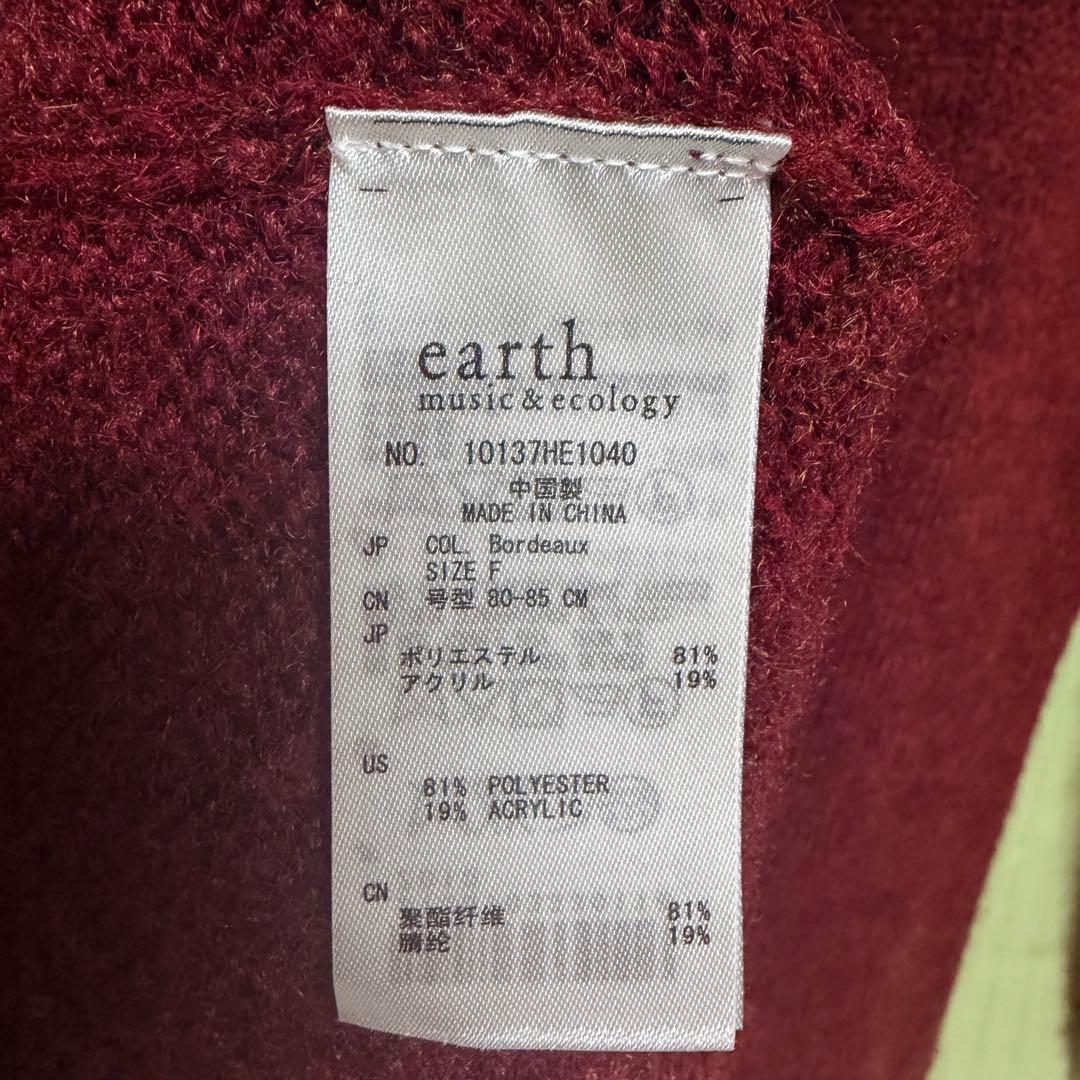 earth
music & ecology
NO. 10137HE1040
中国製
MADE IN CHINA
JP COL. Bordeaux
SIZE F
CN 号型 80-85 CM
JP
ポリエステル 81%
アクリル 19%
US
81% POLYESTER
19% ACRYLIC
CN
聚酯纤维 81%
腈纶 19%